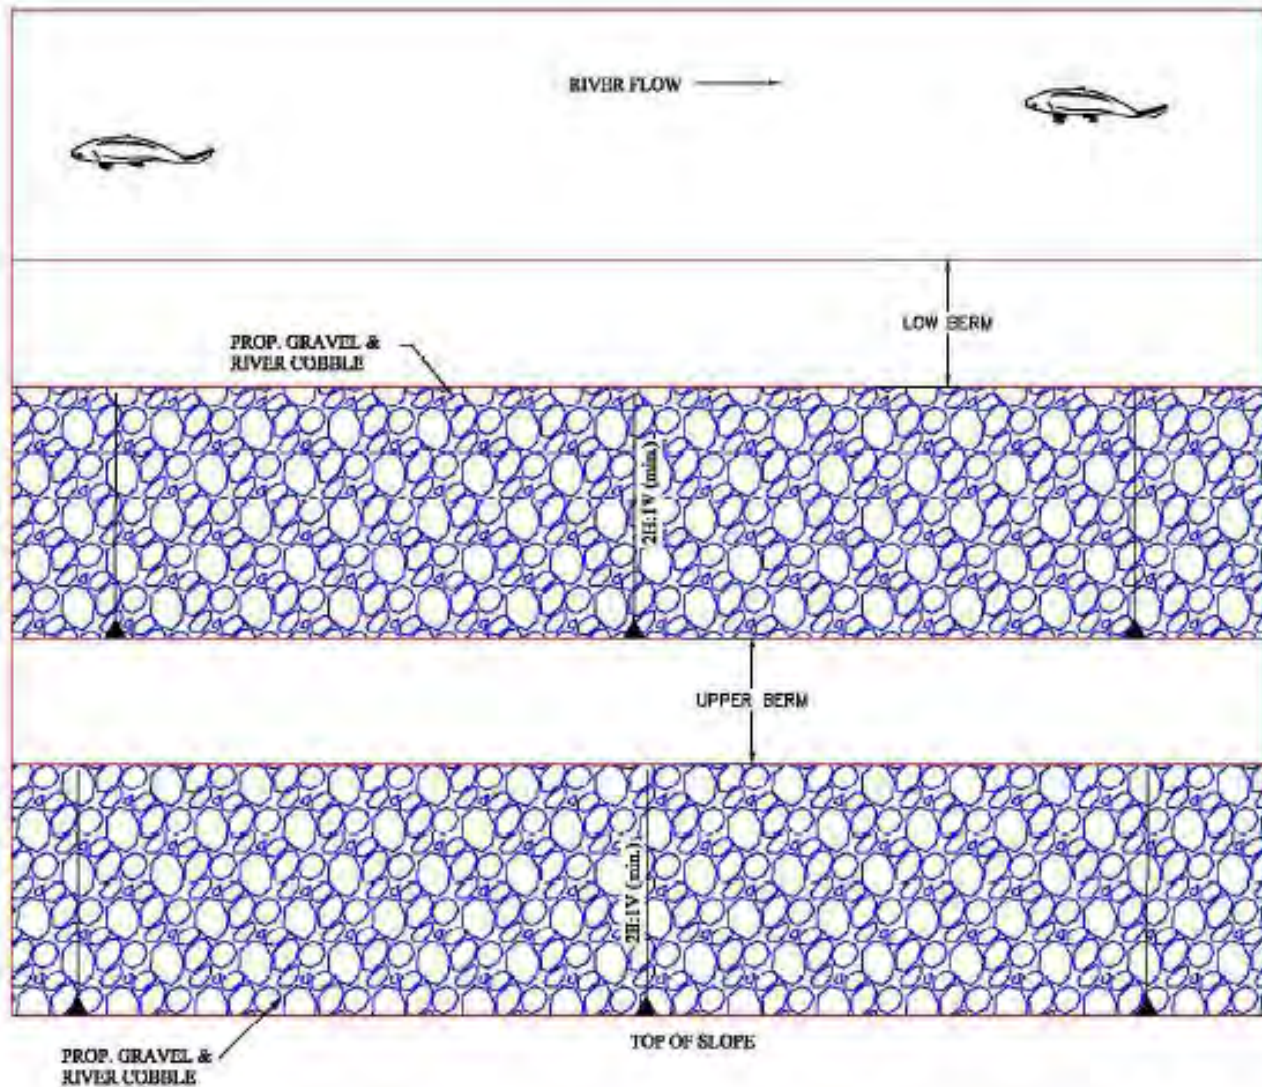 RIVER FLOW
LOW BERM
PROP. GRAVEL &
RIVER COBBLE
2H:1V (min.)
UPPER BERM
2H:1V (min.)
TOP OF SLOPE
PROP. GRAVEL &
RIVER COBBLE